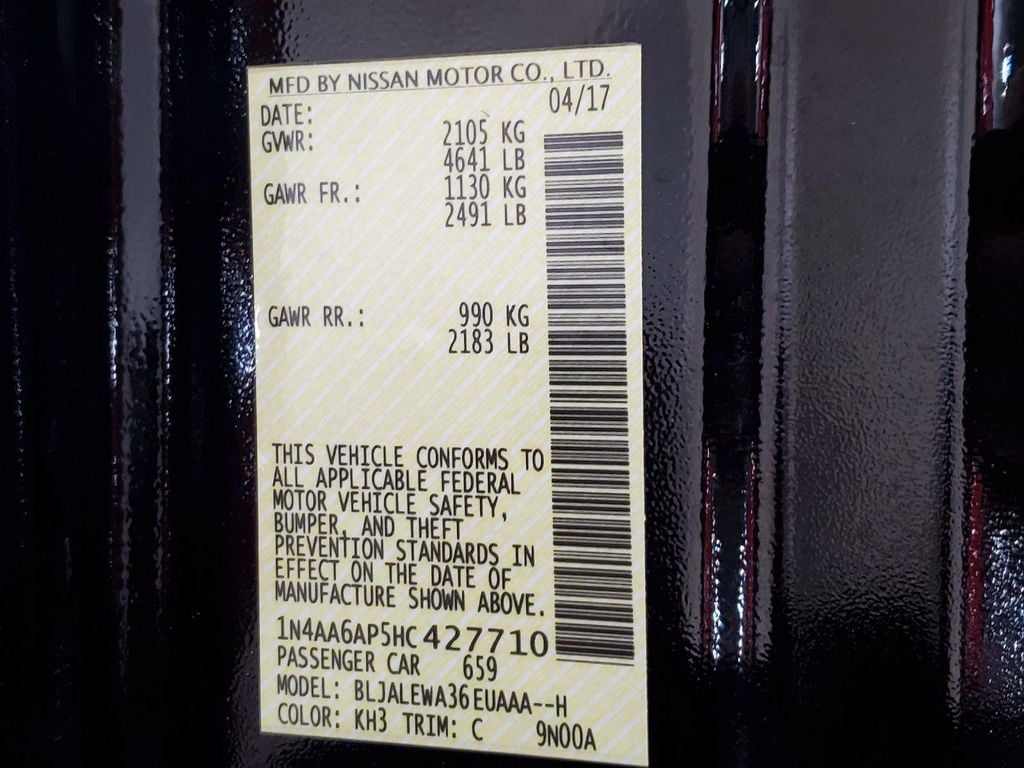 MFD BY NISSAN MOTOR CO., LTD.
DATE: 04/17
GVWR: 2105 KG
4641 LB
GAWR FR.: 1130 KG
2491 LB
GAWR RR.: 990 KG
2183 LB
THIS VEHICLE CONFORMS TO
ALL APPLICABLE FEDERAL
MOTOR VEHICLE SAFETY,
BUMPER, AND THEFT
PREVENTION STANDARDS IN
EFFECT ON THE DATE OF
MANUFACTURE SHOWN ABOVE.
1N4AA6AP5HC427710
PASSENGER CAR 659
MODEL: BLJALEWA36EUAAA--H
COLOR: KH3 TRIM: C 9N00A